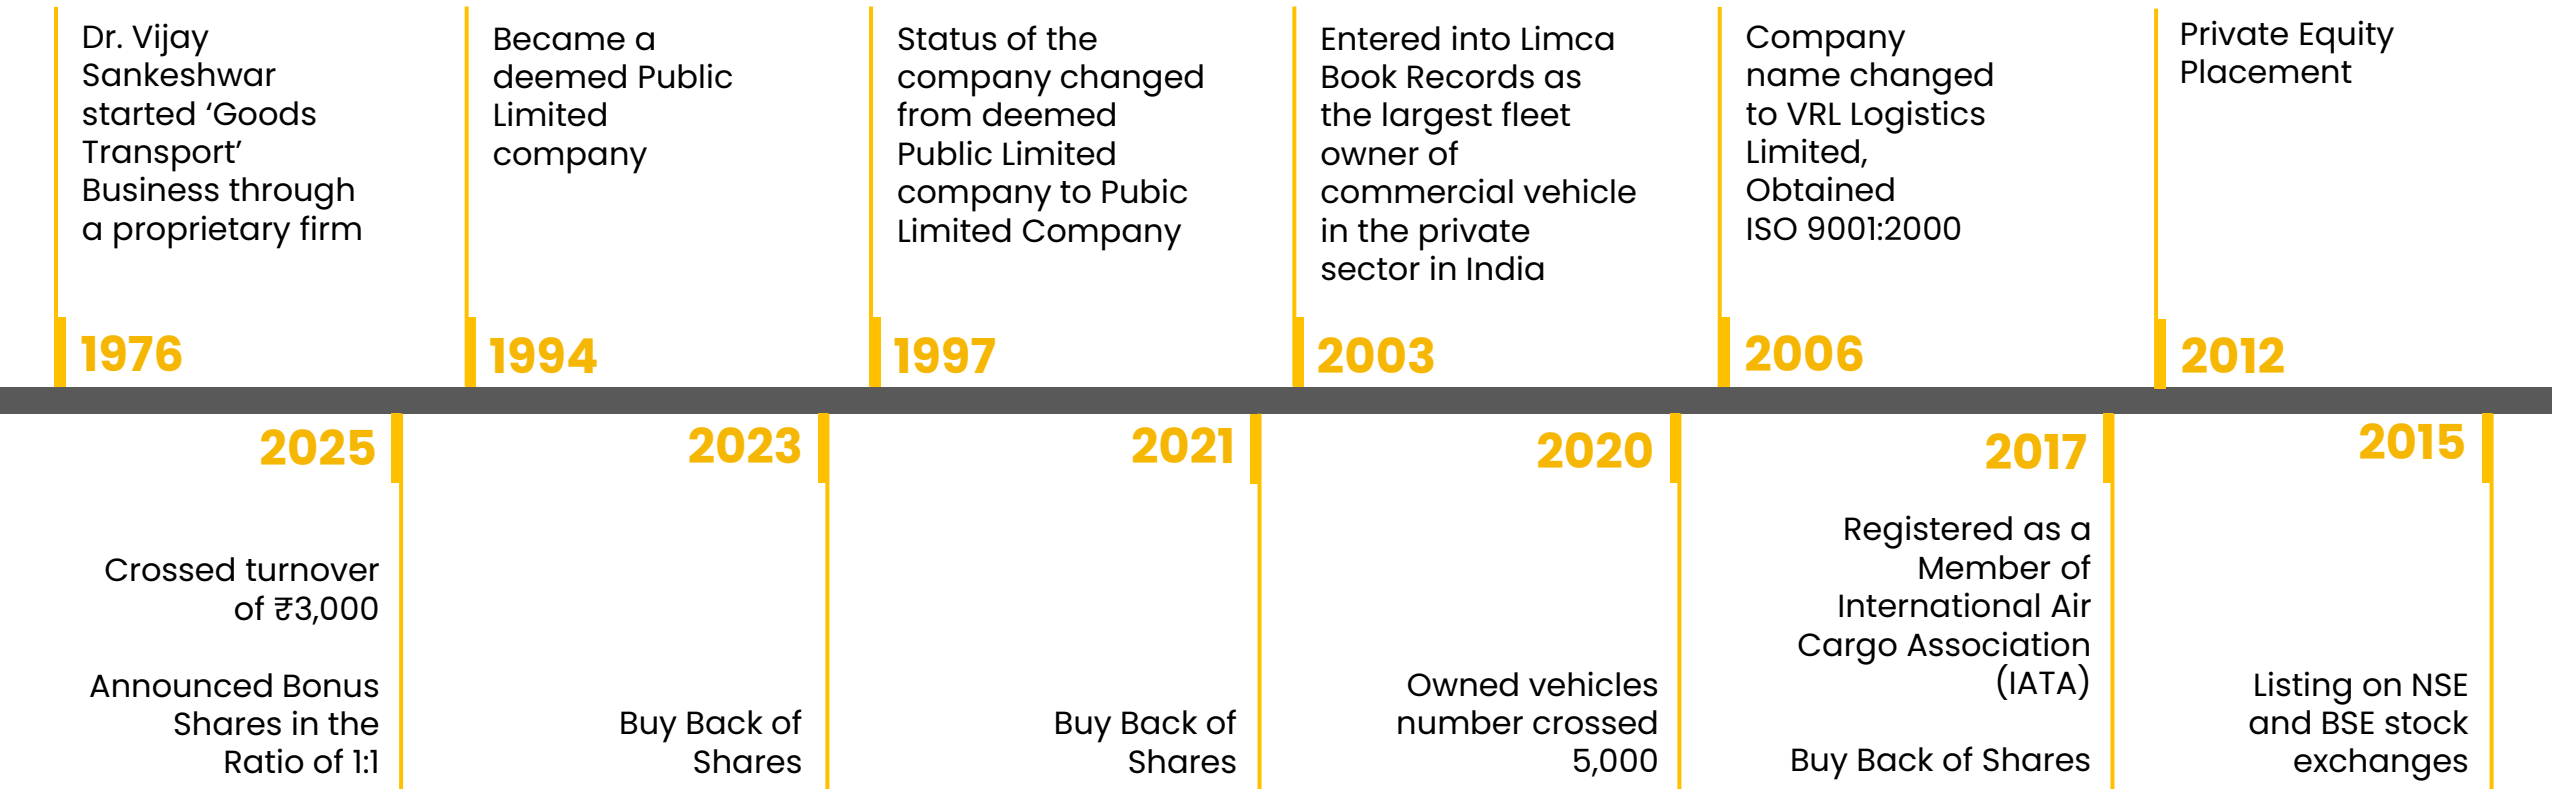 Dr. Vijay
Sankeshwar
started ‘Goods
Transport’
Business through
a proprietary firm
1976
Became a
deemed Public
Limited
company
1994
Status of the
company changed
from deemed
Public Limited
company to Pubic
Limited Company
1997
Entered into Limca
Book Records as
the largest fleet
owner of
commercial vehicle
in the private
sector in India
2003
Company
name changed
to VRL Logistics
Limited,
Obtained
ISO 9001:2000
2006
Private Equity
Placement
2012
2025
Crossed turnover
of ₹3,000
Announced Bonus
Shares in the
Ratio of 1:1
2023
Buy Back of
Shares
2021
Buy Back of
Shares
2020
Owned vehicles
number crossed
5,000
2017
Registered as a
Member of
International Air
Cargo Association
(IATA)
Buy Back of Shares
2015
Listing on NSE
and BSE stock
exchanges